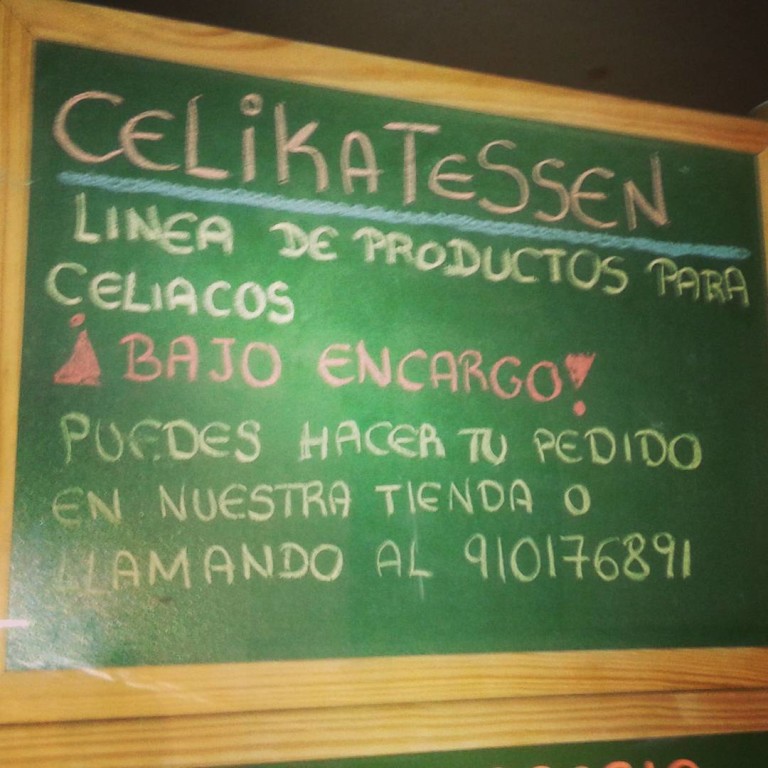 CELiKATeSSEN
LINEA DE PRODUCTOS PARA
CELIACOS
¡BAJO ENCARGO!
PUEDES HACER TU PEDIDO
EN NUESTRA TIENDA O
LLAMANDO AL 910176891